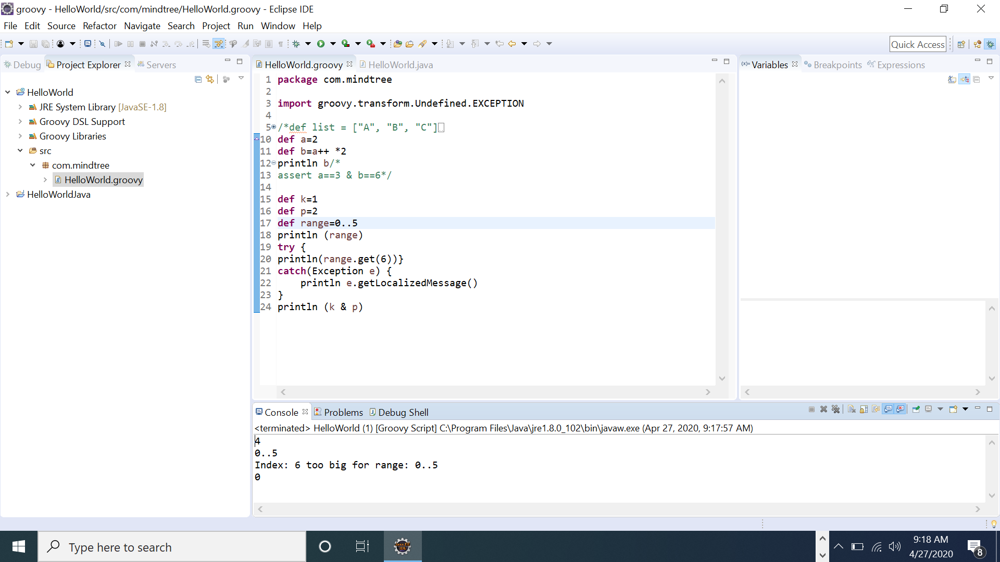 groovy - HelloWorld/src/com/mindtree/HelloWorld.groovy - Eclipse IDE
File Edit Source Refactor Navigate Search Project Run Window Help
Quick Access
Debug Project Explorer Servers
HelloWorld
JRE System Library [JavaSE-1.8]
Groovy DSL Support
Groovy Libraries
src
com.mindtree
HelloWorld.groovy
HelloWorldJava
HelloWorld.groovy HelloWorld.java
1 package com.mindtree
2
3 import groovy.transform.Undefined.EXCEPTION
4
5 /*def list = ["A", "B", "C"]
10 def a=2
11 def b=a++ *2
12 println b/*
13 assert a==3 & b==6*/
14
15 def k=1
16 def p=2
17 def range=0..5
18 println (range)
19 try {
20 println(range.get(6))}
21 catch(Exception e) {
22     println e.getLocalizedMessage()
23 }
24 println (k & p)
(x)= Variables Breakpoints Expressions
Console Problems Debug Shell
<terminated> HelloWorld (1) [Groovy Script] C:\Program Files\Java\jre1.8.0_102\bin\javaw.exe (Apr 27, 2020, 9:17:57 AM)
4
0..5
Index: 6 too big for range: 0..5
0
Type here to search
Java EE
IDE
9:18 AM
4/27/2020
8